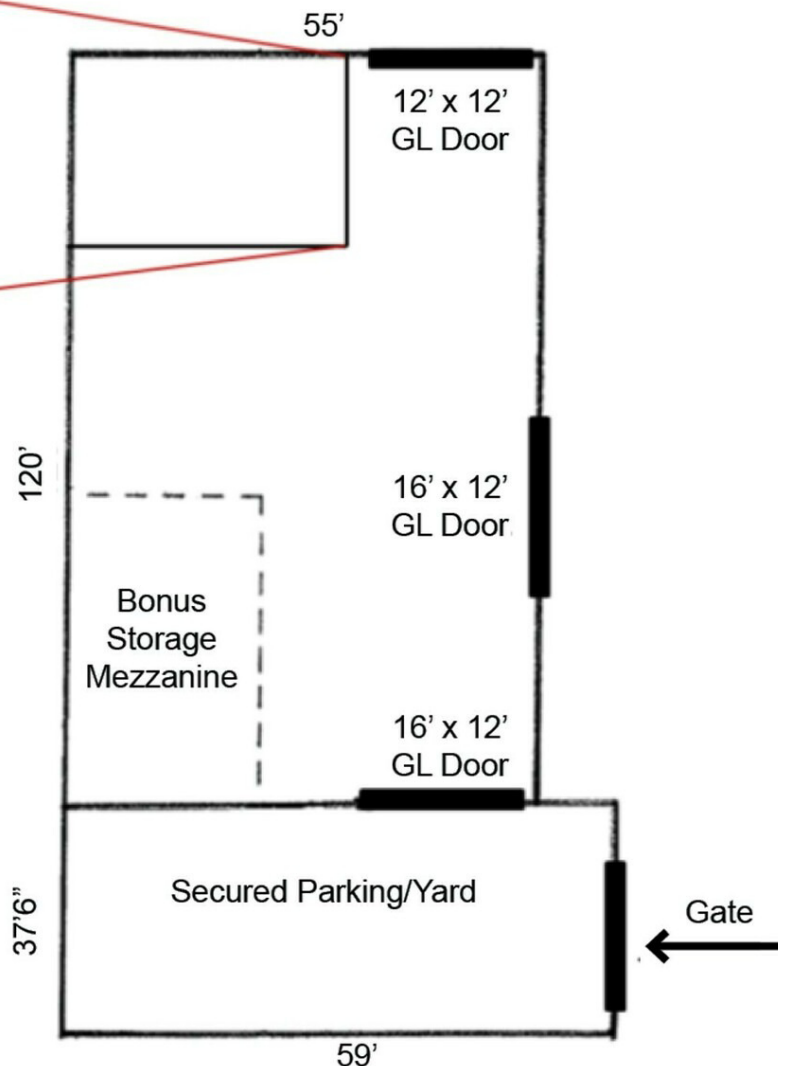 55’
12’ x 12’
GL Door
120’
16’ x 12’
GL Door
Bonus
Storage
Mezzanine
16’ x 12’
GL Door
37’6”
Secured Parking/Yard
Gate
59’